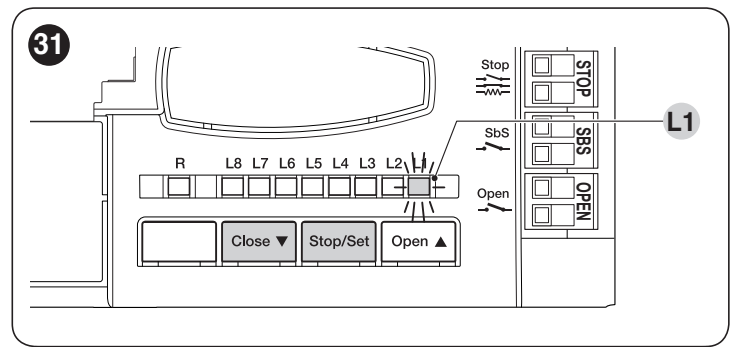 31
Stop
STOP
SbS
SBS
L1
R L8 L7 L6 L5 L4 L3 L2 L1
Open
OPEN
Close ▼ Stop/Set Open ▲